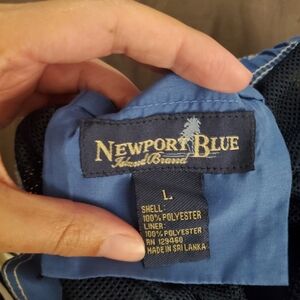 NEWPORT BLUE
Island Brand
L
SHELL:
100% POLYESTER
LINER:
100% POLYESTER
RN 129460
MADE IN SRI LANKA